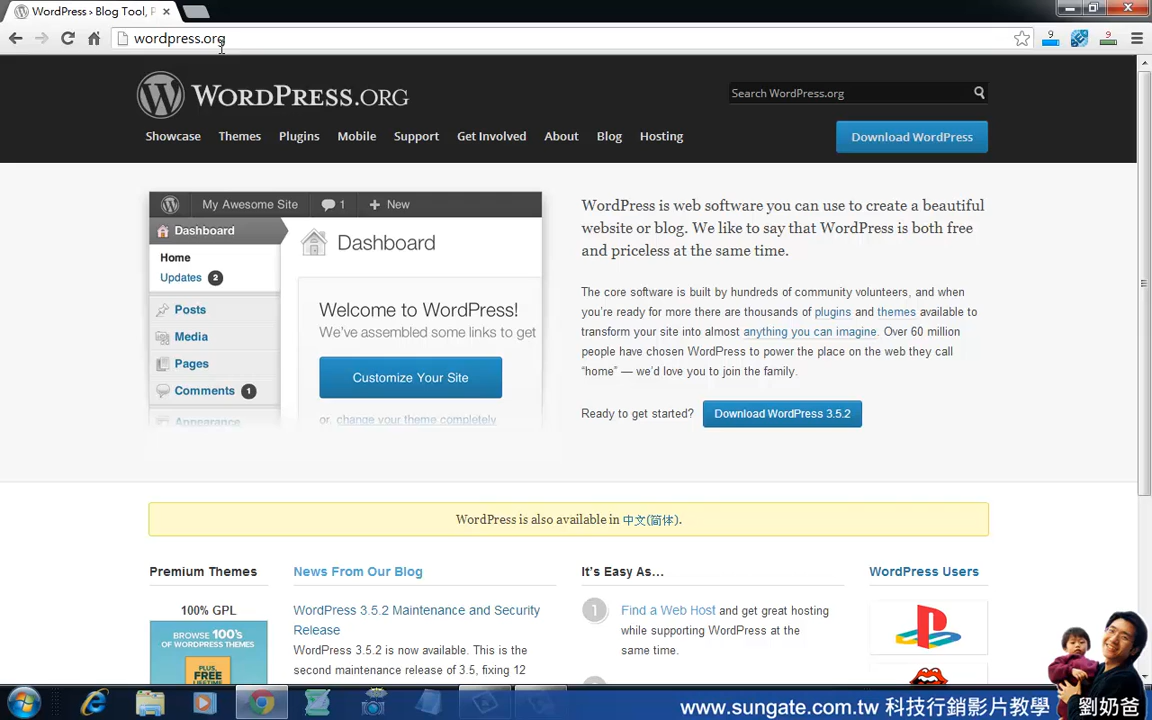 WordPress › Blog Tool, P
wordpress.org
9
9
WORDPRESS.ORG
Search WordPress.org
Showcase Themes Plugins Mobile Support Get Involved About Blog Hosting
Download WordPress
My Awesome Site 1 + New
Dashboard
Home
Updates 2
Posts
Media
Pages
Comments 1
Appearance
Dashboard
Welcome to WordPress!
We've assembled some links to get
Customize Your Site
or, change your theme completely
WordPress is web software you can use to create a beautiful
website or blog. We like to say that WordPress is both free
and priceless at the same time.
The core software is built by hundreds of community volunteers, and when
you're ready for more there are thousands of plugins and themes available to
transform your site into almost anything you can imagine. Over 60 million
people have chosen WordPress to power the place on the web they call
“home” — we'd love you to join the family.
Ready to get started? Download WordPress 3.5.2
WordPress is also available in 中文(简体).
Premium Themes
100% GPL
BROWSE 100's
OF WORDPRESS THEMES
PLUS,
FREE
News From Our Blog
WordPress 3.5.2 Maintenance and Security
Release
WordPress 3.5.2 is now available. This is the
second maintenance release of 3.5, fixing 12
It's Easy As…
1 Find a Web Host and get great hosting
while supporting WordPress at the
same time.
WordPress Users
www.sungate.com.tw 科技行銷影片教學
劉奶爸